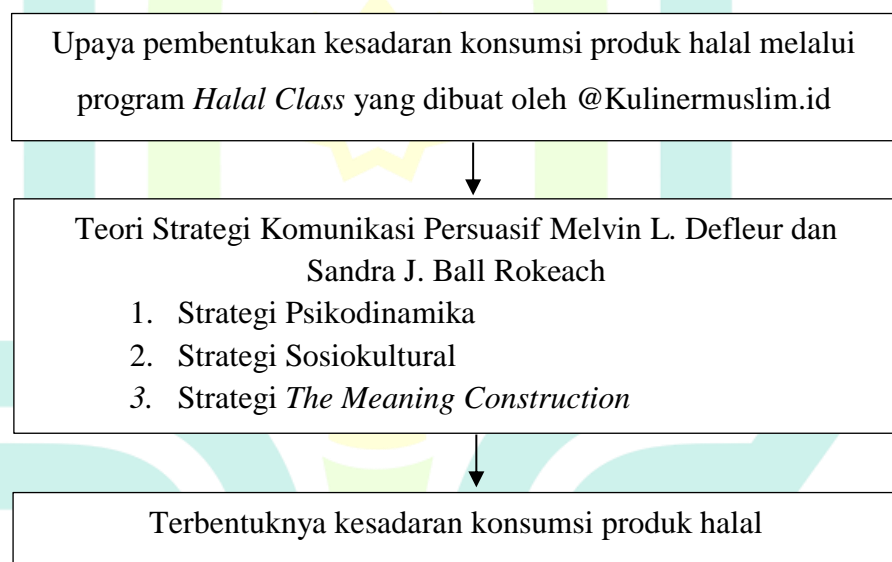 Upaya pembentukan kesadaran konsumsi produk halal melalui
program Halal Class yang dibuat oleh @Kulinermuslim.id
Teori Strategi Komunikasi Persuasif Melvin L. Defleur dan
Sandra J. Ball Rokeach
1. Strategi Psikodinamika
2. Strategi Sosiokultural
3. Strategi The Meaning Construction
Terbentuknya kesadaran konsumsi produk halal